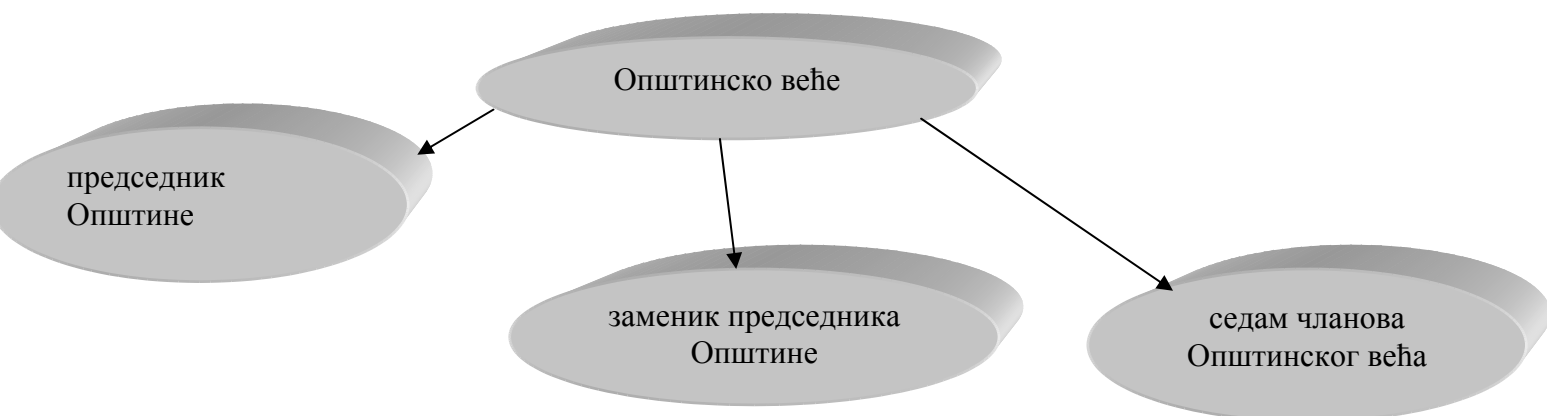 Општинско веће
председник
Општине
заменик председника
Општине
седам чланова
Општинског већа